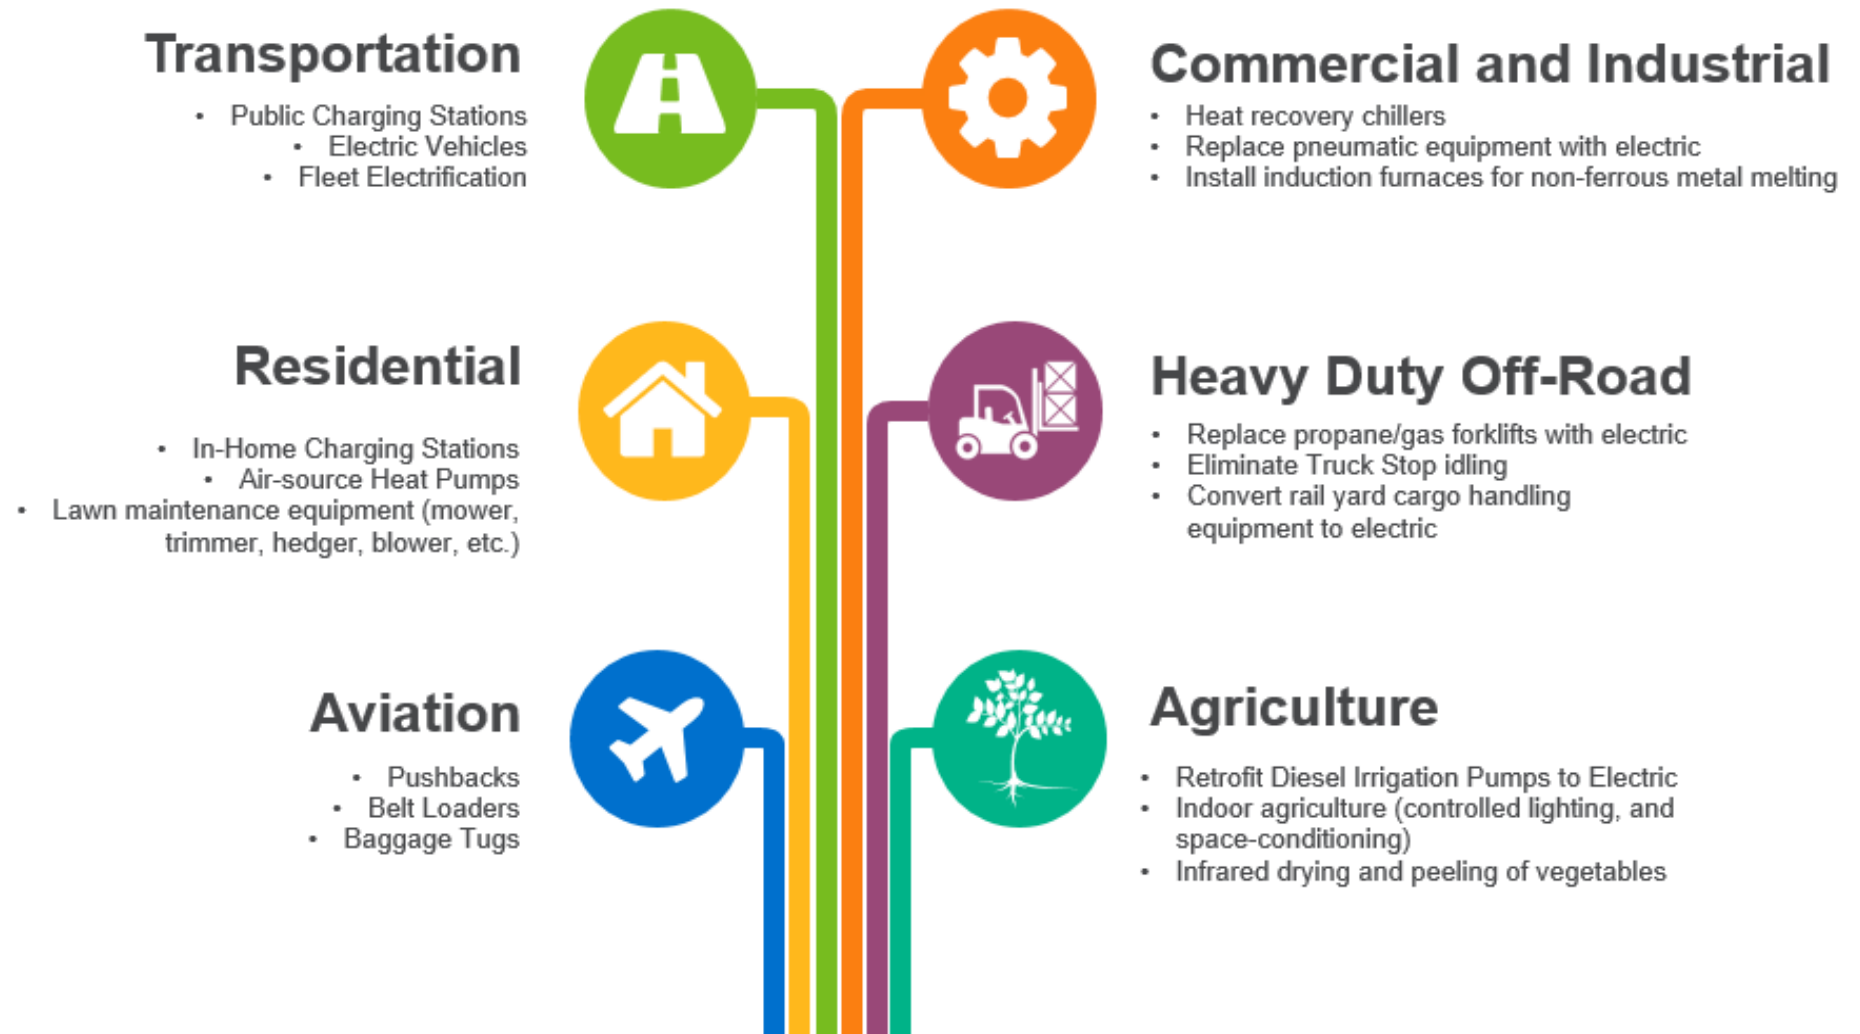 Transportation
• Public Charging Stations
• Electric Vehicles
• Fleet Electrification
Commercial and Industrial
• Heat recovery chillers
• Replace pneumatic equipment with electric
• Install induction furnaces for non-ferrous metal melting
Residential
• In-Home Charging Stations
• Air-source Heat Pumps
• Lawn maintenance equipment (mower,
trimmer, hedger, blower, etc.)
Heavy Duty Off-Road
• Replace propane/gas forklifts with electric
• Eliminate Truck Stop idling
• Convert rail yard cargo handling
equipment to electric
Aviation
• Pushbacks
• Belt Loaders
• Baggage Tugs
Agriculture
• Retrofit Diesel Irrigation Pumps to Electric
• Indoor agriculture (controlled lighting, and
space-conditioning)
• Infrared drying and peeling of vegetables